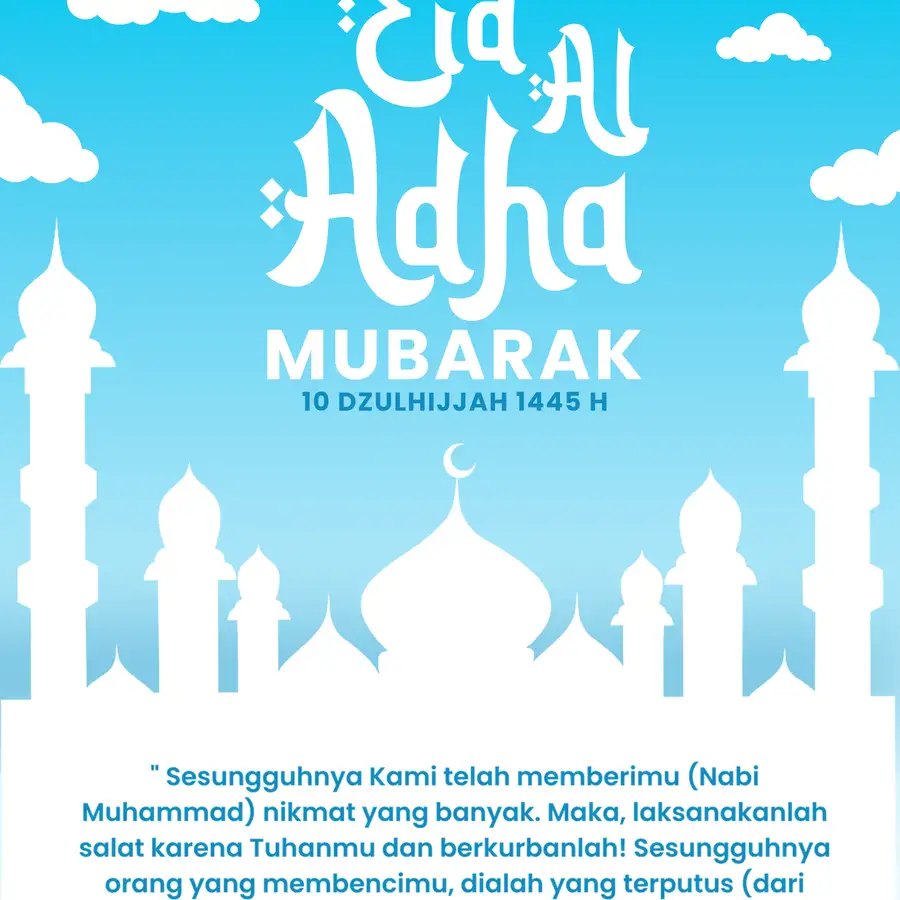 Eid
Al
Adha
MUBARAK
10 DZULHIJJAH 1445 H
" Sesungguhnya Kami telah memberimu (Nabi
Muhammad) nikmat yang banyak. Maka, laksanakanlah
salat karena Tuhanmu dan berkurbanlah! Sesungguhnya
orang yang membencimu, dialah yang terputus (dari